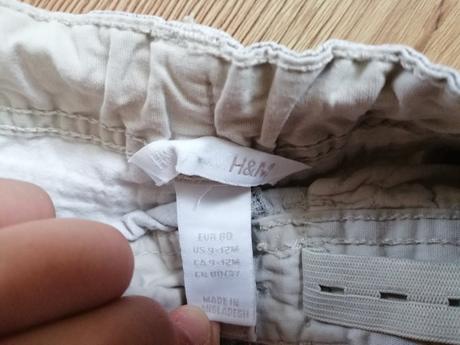 H&M
EUR 80
US 9-12M
CA 9-12M
CN 80/47
MADE IN
BANGLADESH